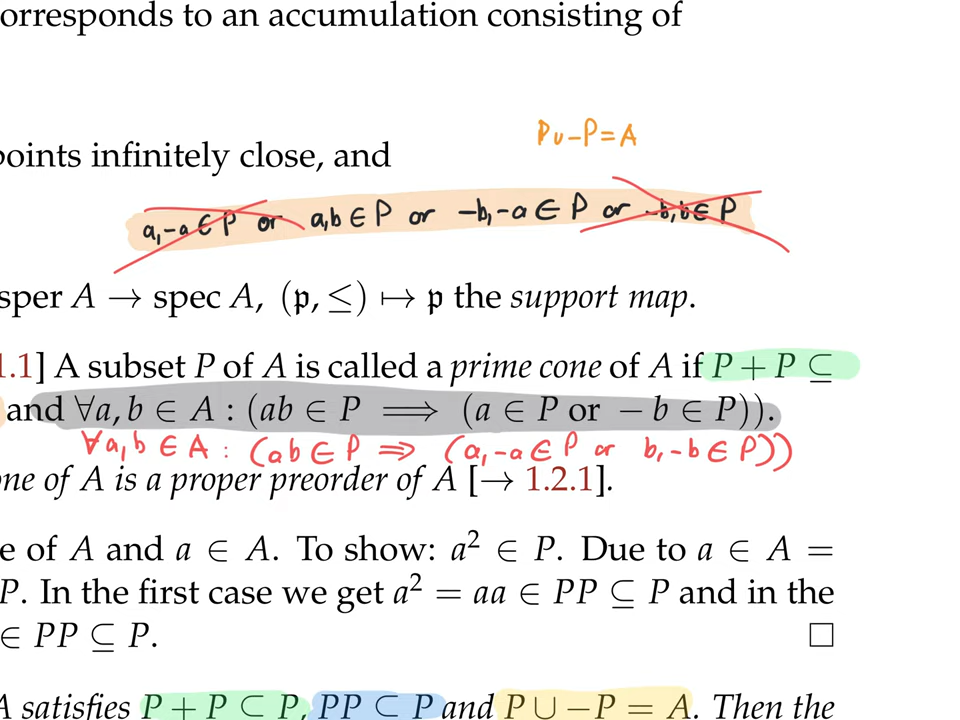 orresponds to an accumulation consisting of
P ∪ -P = A
points infinitely close, and
a, -a ∈ P or a, b ∈ P or -b, -a ∈ P or -b, b ∈ P
sper A → spec A, (𝔭, ≤) ↦ 𝔭 the support map.
1.1] A subset P of A is called a prime cone of A if P + P ⊆
and ∀a, b ∈ A : (ab ∈ P ⟹ (a ∈ P or − b ∈ P)).
∀a, b ∈ A : (ab ∈ P ⇒ (a, -a ∈ P or b, -b ∈ P))
one of A is a proper preorder of A [→ 1.2.1].
e of A and a ∈ A. To show: a² ∈ P. Due to a ∈ A =
P. In the first case we get a² = aa ∈ PP ⊆ P and in the
∈ PP ⊆ P. □
A satisfies P + P ⊂ P, PP ⊂ P and P ∪ −P = A. Then the